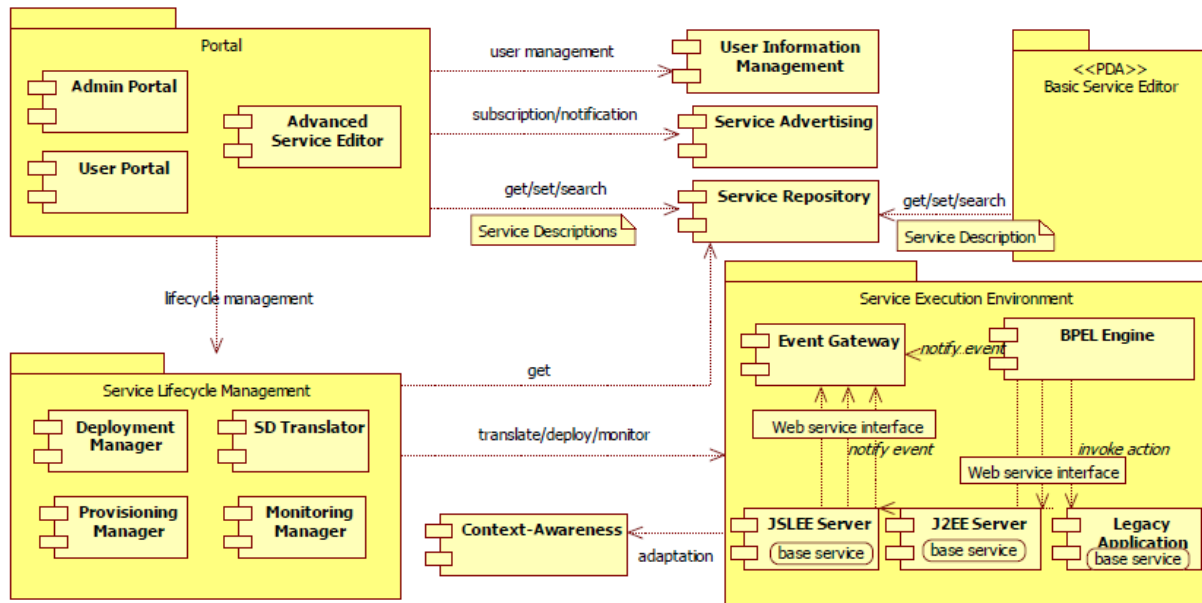 Portal
Admin Portal
User Portal
Advanced
Service Editor
user management
subscription/notification
get/set/search
Service Descriptions
User Information
Management
Service Advertising
Service Repository
<<PDA>>
Basic Service Editor
get/set/search
Service Description
lifecycle management
Service Lifecycle Management
Deployment
Manager
SD Translator
Provisioning
Manager
Monitoring
Manager
get
translate/deploy/monitor
Context-Awareness
adaptation
Service Execution Environment
Event Gateway
notify event
BPEL Engine
Web service interface
notify event
invoke action
Web service interface
JSLEE Server
base service
J2EE Server
base service
Legacy
Application
base service